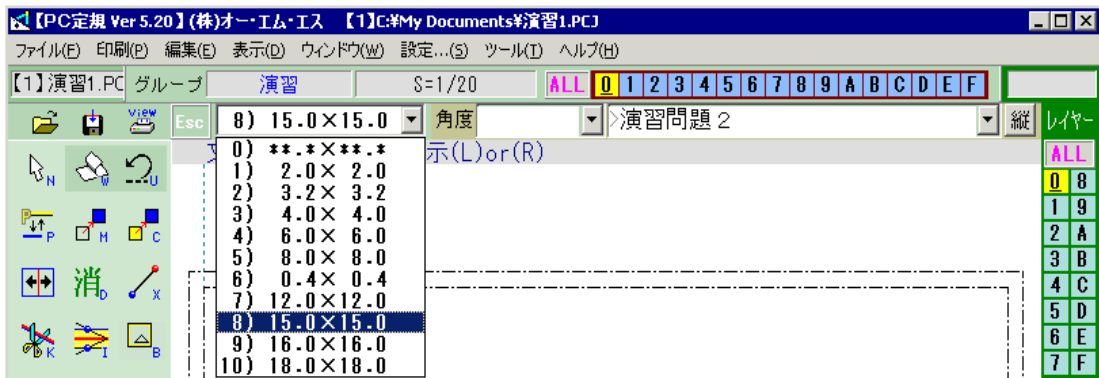 【PC定規 Ver 5.20】(株)オー・エム・エス 【1】C:¥My Documents¥演習1.PCJ
ファイル(F) 印刷(P) 編集(E) 表示(D) ウィンドウ(W) 設定...(S) ツール(T) ヘルプ(H)
【1】演習1.PC グループ 演習 S=1/20 ALL 0 1 2 3 4 5 6 7 8 9 A B C D E F
View Esc 8) 15.0×15.0 角度 >演習問題2 縦 レイヤー
示(L)or(R) ALL
0) **.*×**.*
1) 2.0× 2.0
2) 3.2× 3.2
3) 4.0× 4.0
4) 6.0× 6.0
5) 8.0× 8.0
6) 0.4× 0.4
7) 12.0×12.0
8) 15.0×15.0
9) 16.0×16.0
10) 18.0×18.0
N W U
P P M C
消D X
K I B
0 8
1 9
2 A
3 B
4 C
5 D
6 E
7 F